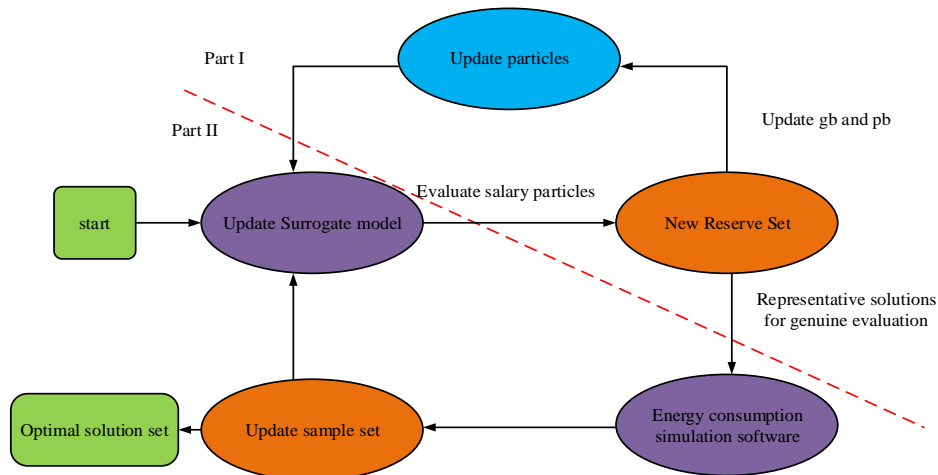 Part I
Update particles
Update gb and pb
Part II
Evaluate salary particles
start
Update Surrogate model
New Reserve Set
Representative solutions
for genuine evaluation
Optimal solution set
Update sample set
Energy consumption
simulation software